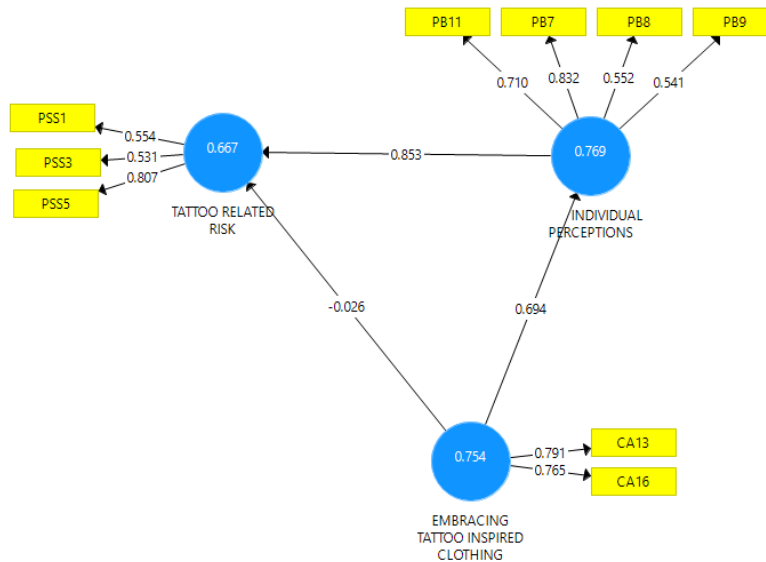 PB11
PB7
PB8
PB9
0.710
0.832
0.552
0.541
PSS1
PSS3
PSS5
0.554
0.531
0.807
0.667
0.853
0.769
TATTOO RELATED
RISK
INDIVIDUAL
PERCEPTIONS
-0.026
0.694
0.754
0.791
0.765
CA13
CA16
EMBRACING
TATTOO INSPIRED
CLOTHING